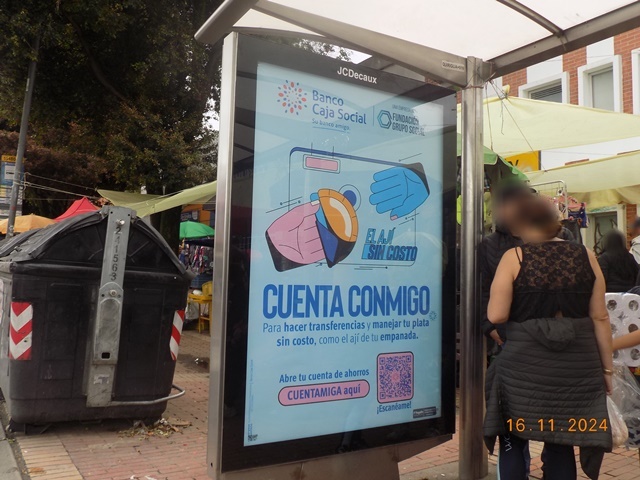 JCDecaux
Banco
Caja Social
Su banco amigo.
FUNDACIÓN
GRUPO SOCIAL
EL AJÍ
SIN COSTO
CUENTA CONMIGO
Para hacer transferencias y manejar tu plata
sin costo, como el ají de tu empanada.
Abre tu cuenta de ahorros
CUENTAMIGA aquí
¡Escanéame!
16.11.2024